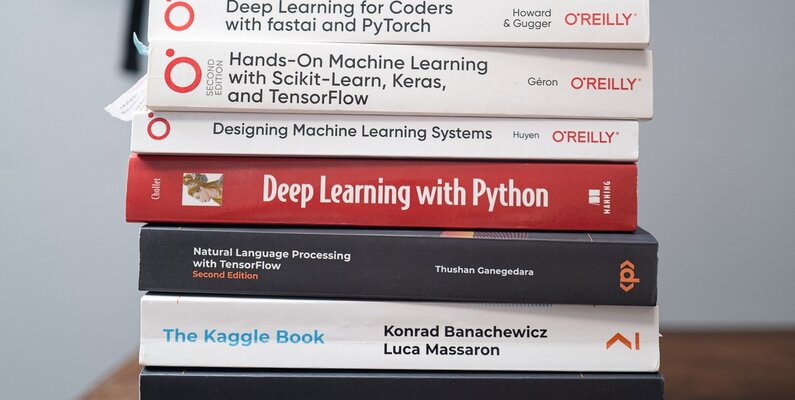 Deep Learning for Coders
with fastai and PyTorch
Howard
& Gugger
O'REILLY®
SECOND
EDITION
Hands-On Machine Learning
with Scikit-Learn, Keras,
and TensorFlow
Géron
O'REILLY®
Designing Machine Learning Systems
Huyen
O'REILLY®
Chollet
Deep Learning with Python
MANNING
Natural Language Processing
with TensorFlow
Second Edition
Thushan Ganegedara
<p>
The Kaggle Book
Konrad Banachewicz
Luca Massaron